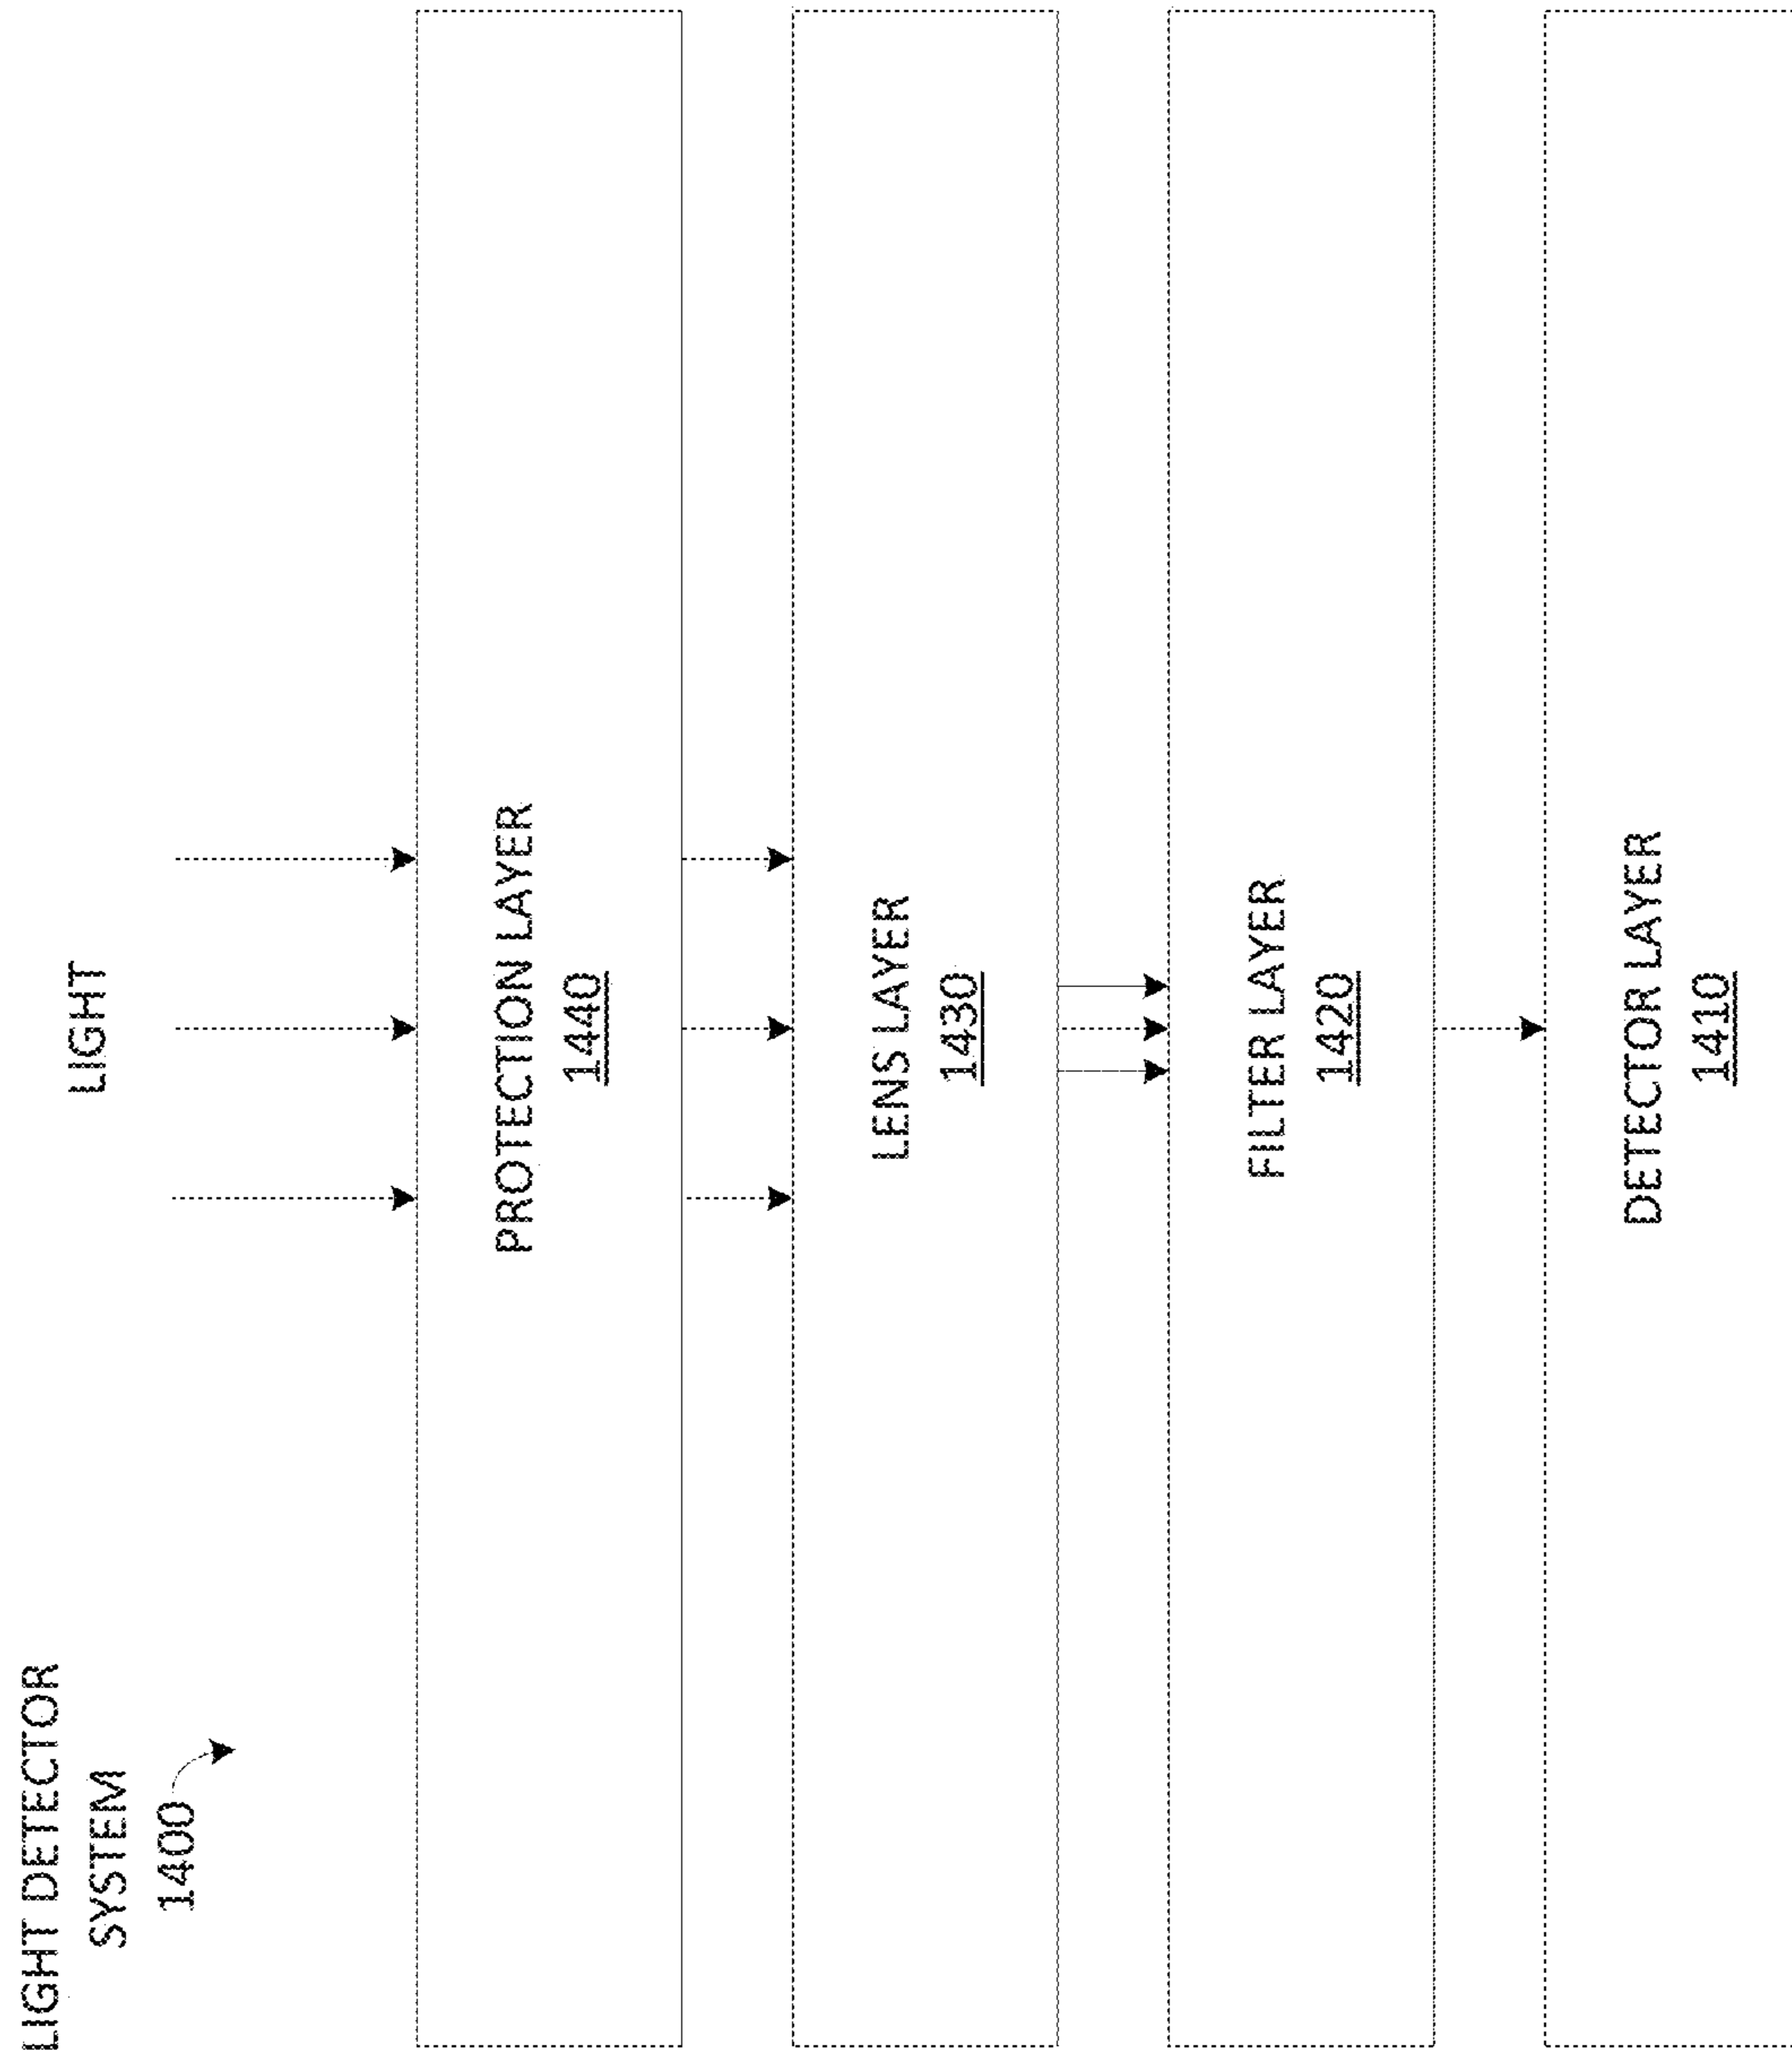 LIGHT DETECTOR
SYSTEM
1400
LIGHT
PROTECTION LAYER
1440
LENS LAYER
1430
FILTER LAYER
1420
DETECTOR LAYER
1410